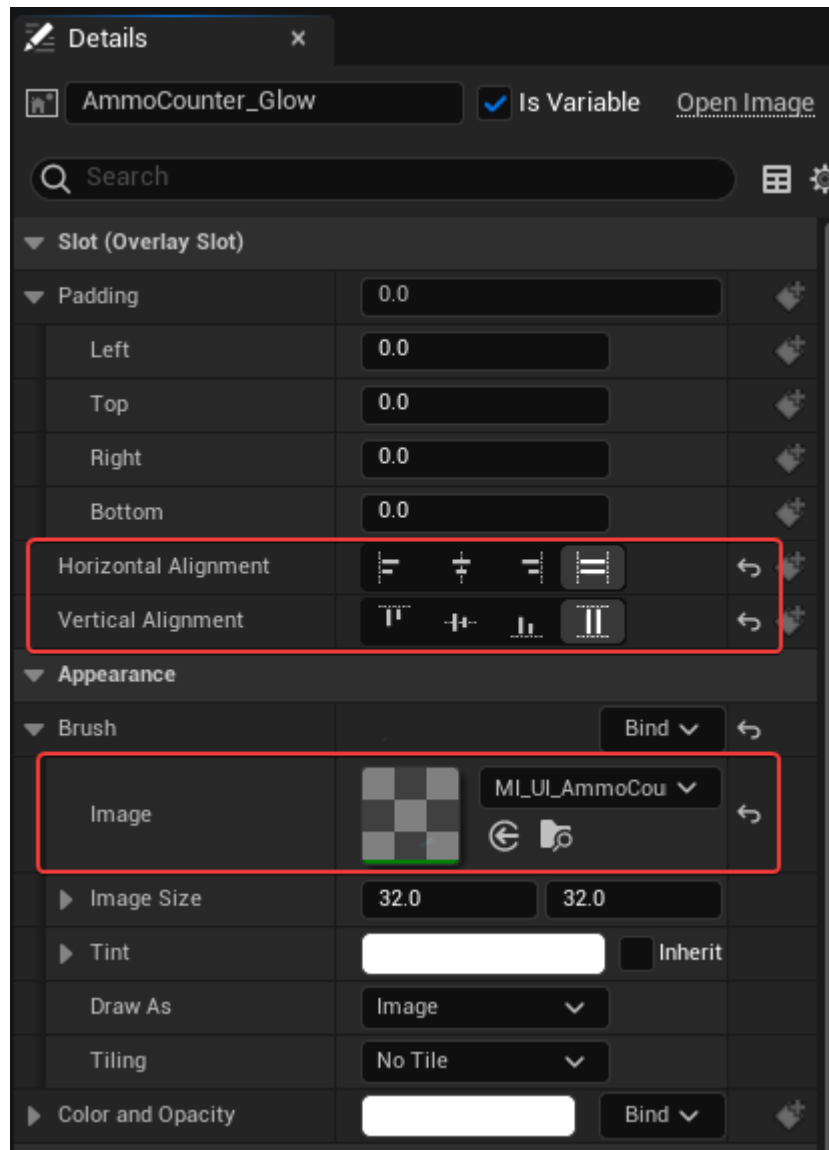 Details
AmmoCounter_Glow Is Variable Open Image
Search
Slot (Overlay Slot)
Padding 0.0
Left 0.0
Top 0.0
Right 0.0
Bottom 0.0
Horizontal Alignment
Vertical Alignment
Appearance
Brush Bind
MI_UI_AmmoCou
Image
Image Size 32.0 32.0
Tint Inherit
Draw As Image
Tiling No Tile
Color and Opacity Bind